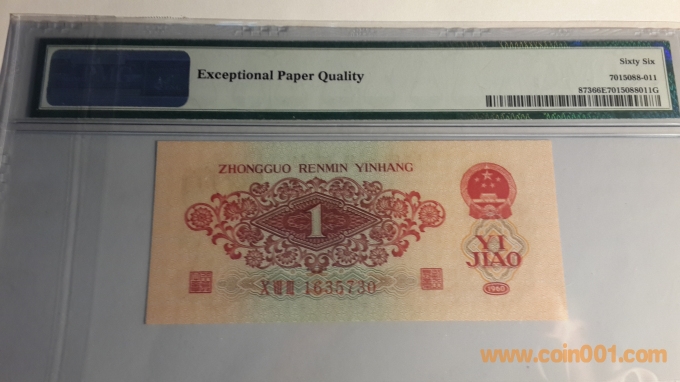 Exceptional Paper Quality
Sixty Six
7015088-011
87366E7015088011G
ZHONGGUO RENMIN YINHANG
1
YI
JIAO
1635730
1960
www.coin001.com